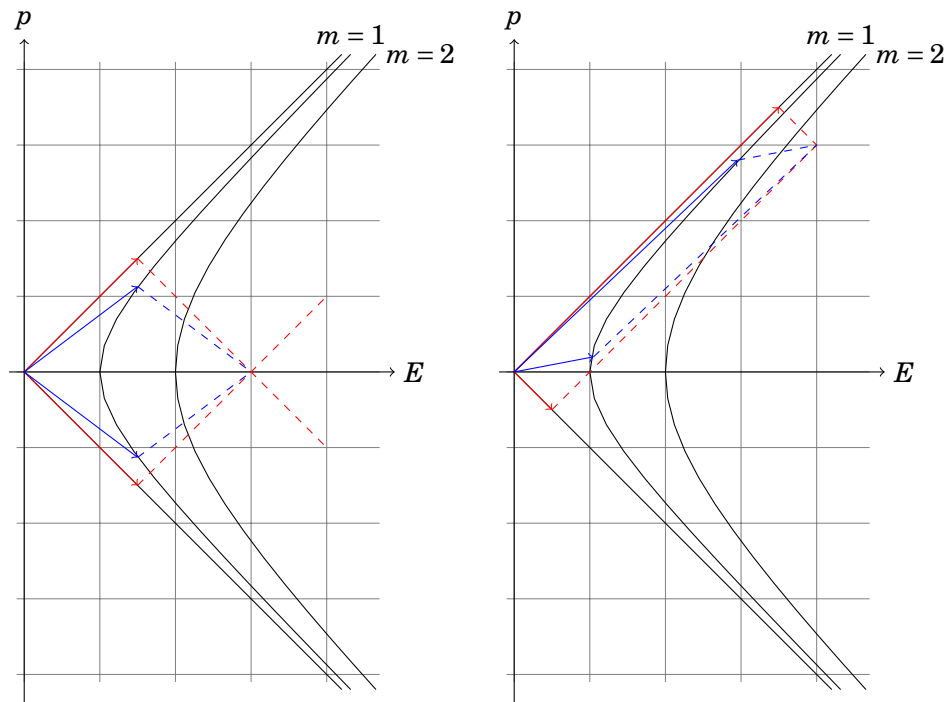 p
m = 1
m = 2
E
p
m = 1
m = 2
E